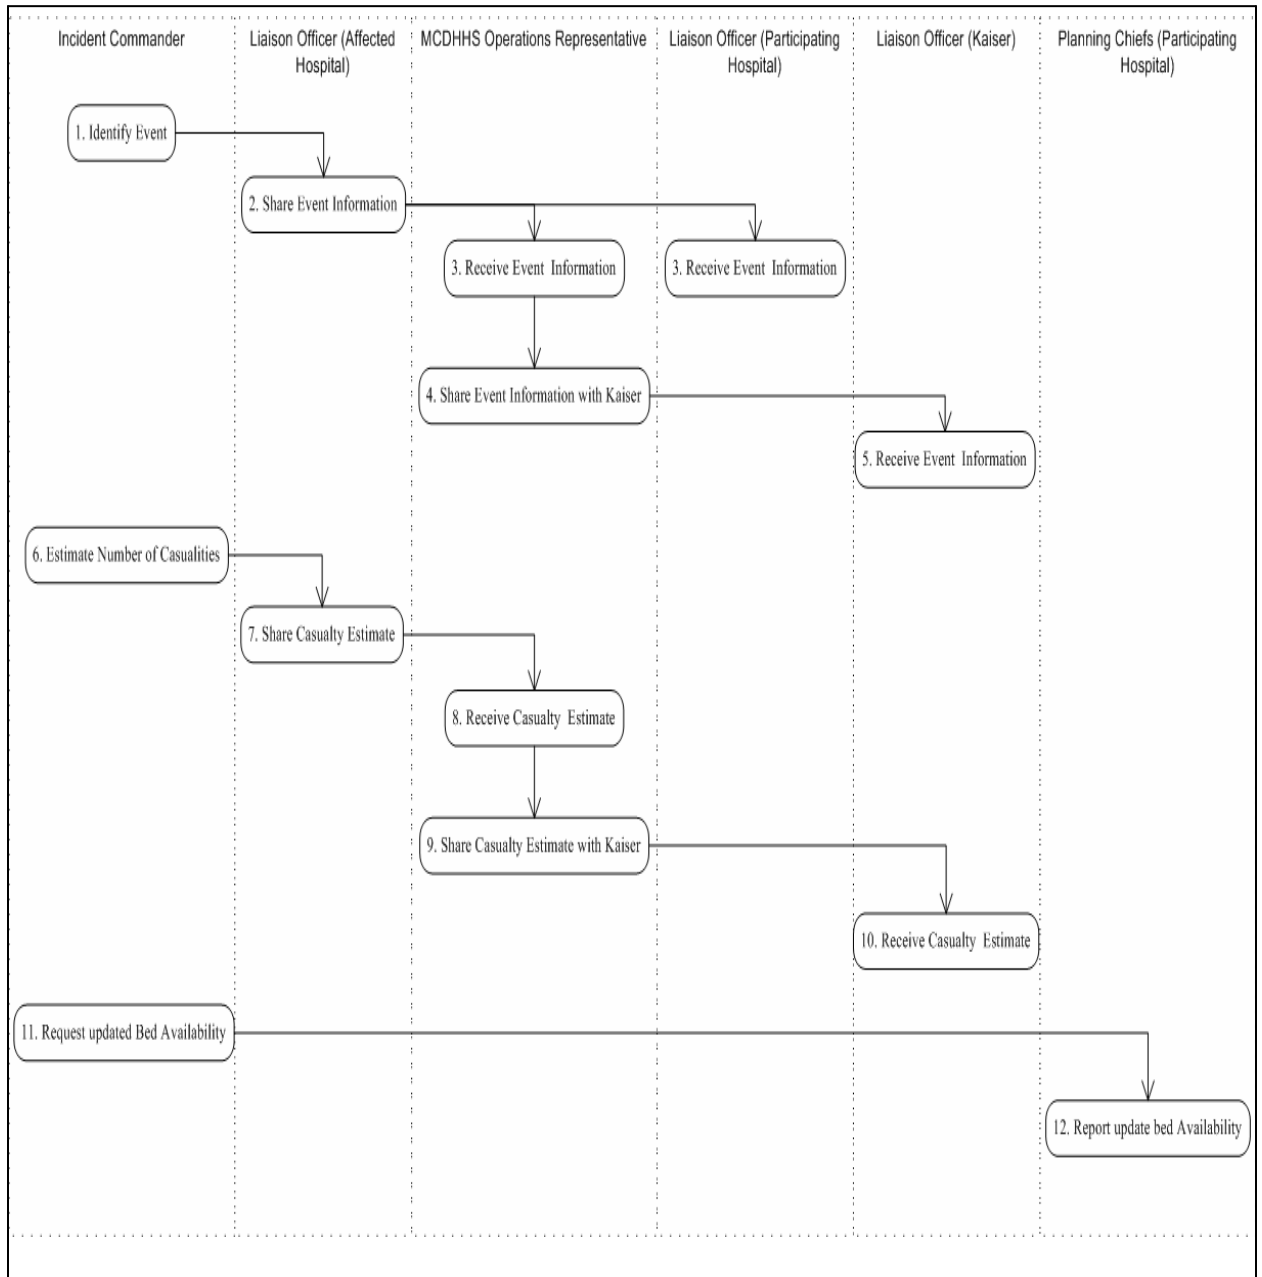 Incident Commander
Liaison Officer (Affected
Hospital)
MCDHHS Operations Representative
Liaison Officer (Participating
Hospital)
Liaison Officer (Kaiser)
Planning Chiefs (Participating
Hospital)
1. Identify Event
2. Share Event Information
3. Receive Event Information
3. Receive Event Information
4. Share Event Information with Kaiser
5. Receive Event Information
6. Estimate Number of Casualities
7. Share Casualty Estimate
8. Receive Casualty Estimate
9. Share Casualty Estimate with Kaiser
10. Receive Casualty Estimate
11. Request updated Bed Availability
12. Report update bed Availability